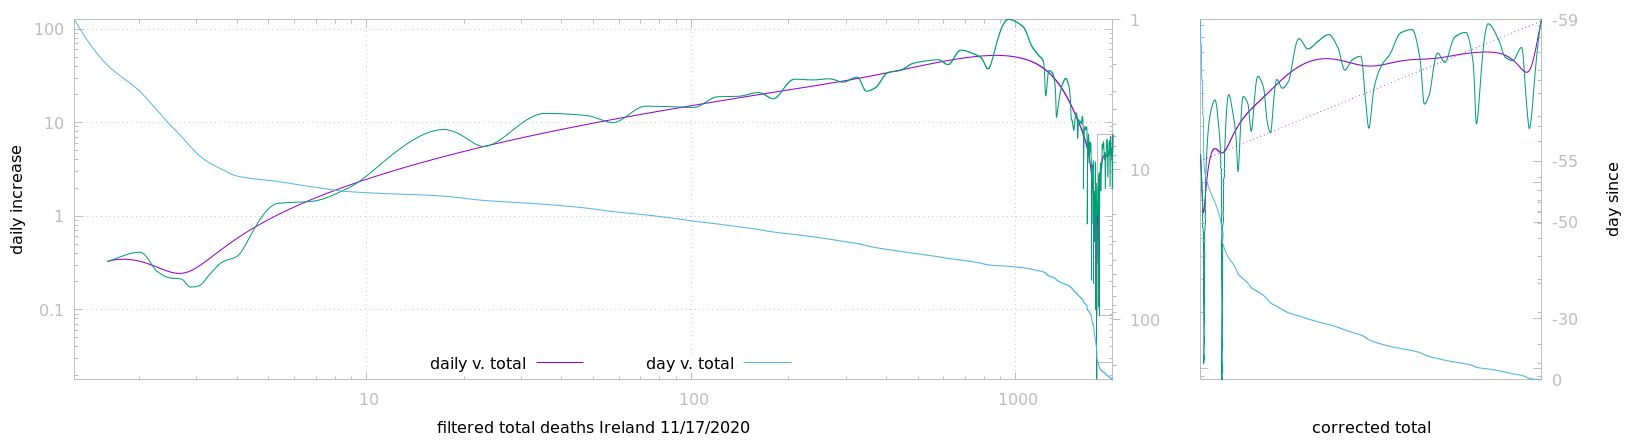 100
10
1
0.1
daily increase
daily v. total
day v. total
10
100
1000
filtered total deaths Ireland 11/17/2020
1
10
100
-59
-55
-50
-30
0
day since
corrected total